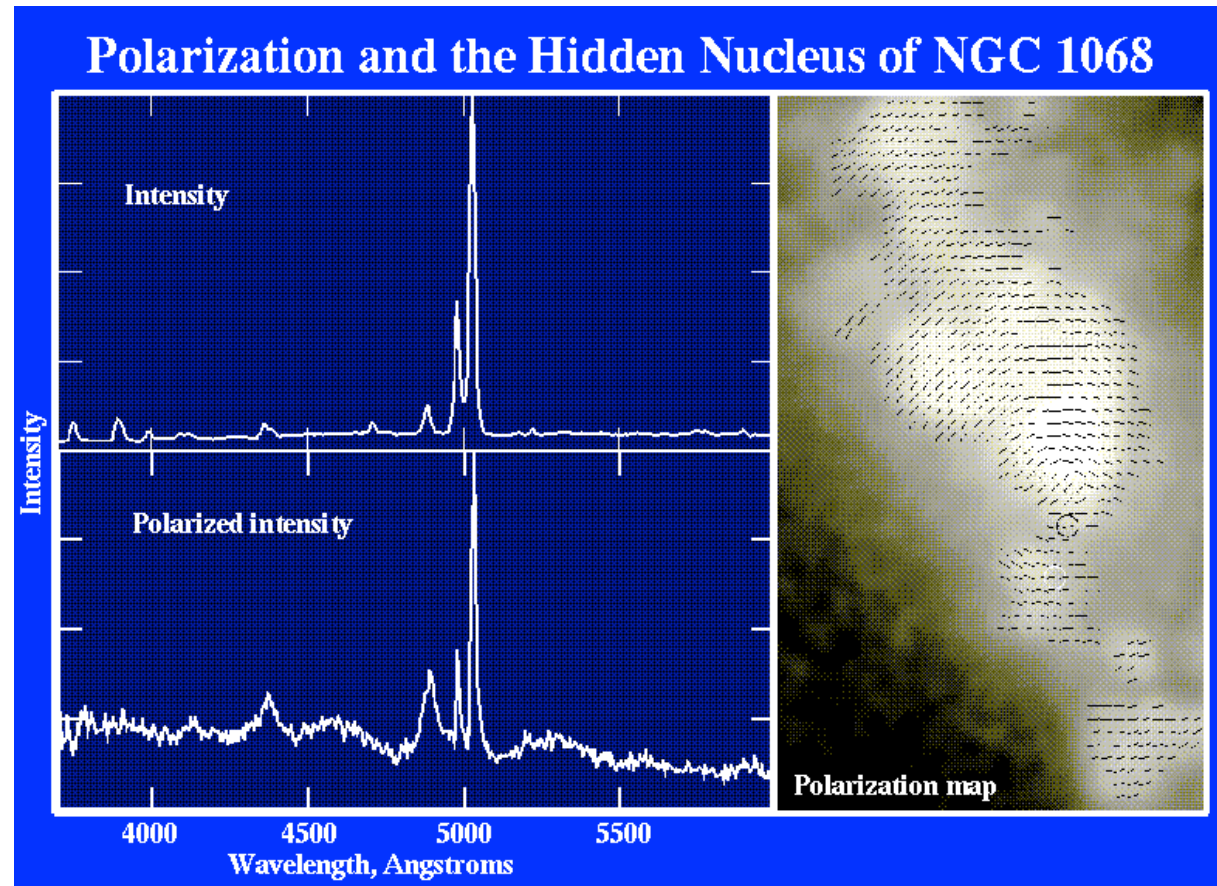 Polarization and the Hidden Nucleus of NGC 1068
Intensity
Intensity
Polarized intensity
Polarization map
4000 4500 5000 5500
Wavelength, Angstroms